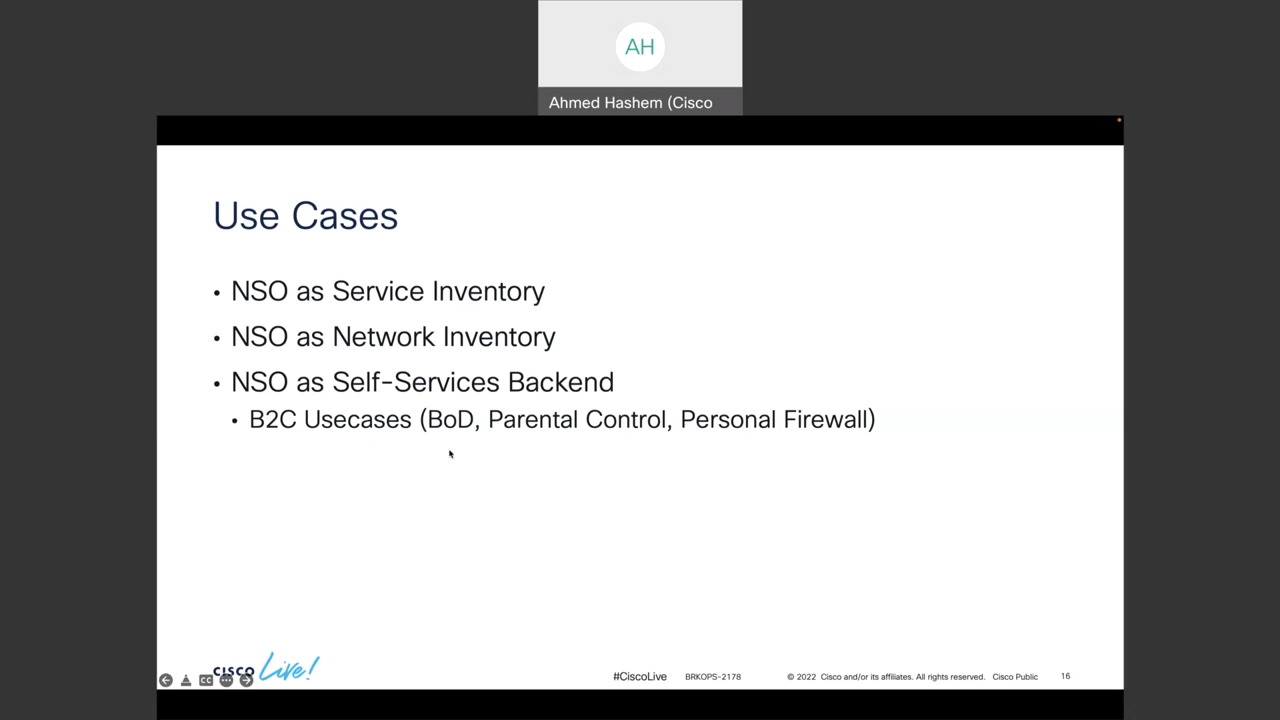 AH
Ahmed Hashem (Cisco
Use Cases
• NSO as Service Inventory
• NSO as Network Inventory
• NSO as Self-Services Backend
• B2C Usecases (BoD, Parental Control, Personal Firewall)
CISCO Live!
CC
#CiscoLive BRKOPS-2178 © 2022 Cisco and/or its affiliates. All rights reserved. Cisco Public 16